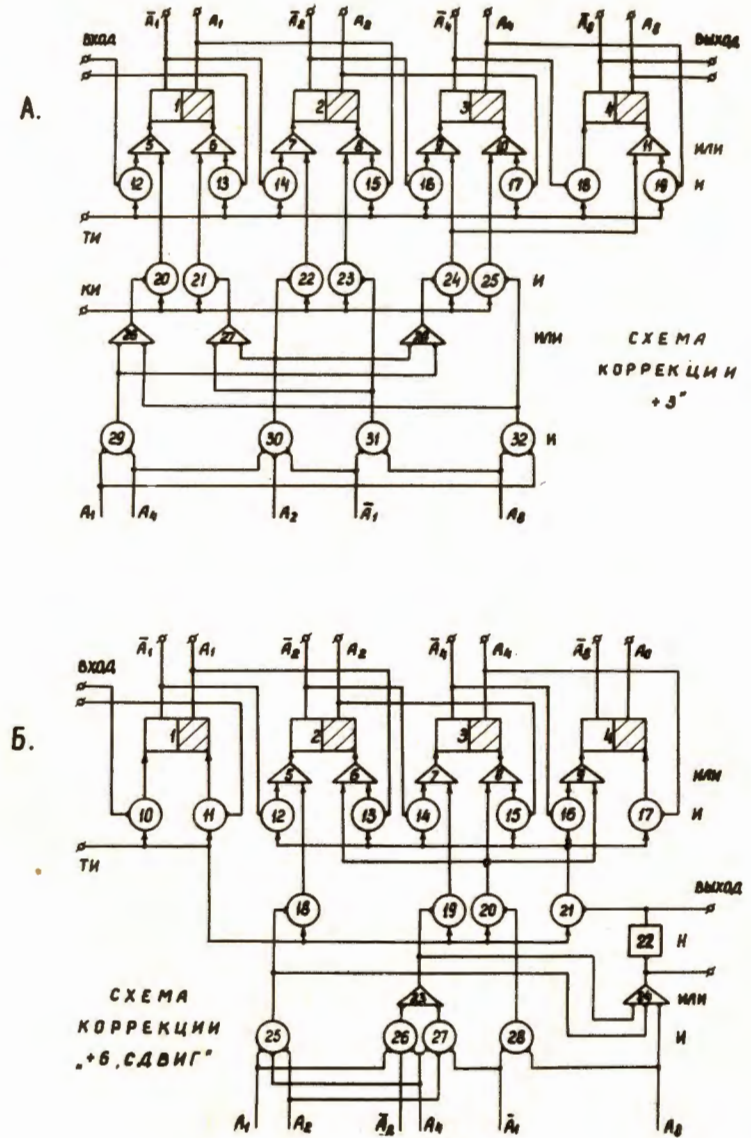 А.
Ā1 A1 Ā2 A2 Ā4 A4 Ā8 A8
ВХОД ВЫХОД
1 2 3 4
5 6 7 8 9 10 11 ИЛИ
12 13 14 15 16 17 18 19 И
ТИ
20 21 22 23 24 25 И
КИ
26 27 28 ИЛИ
СХЕМА
КОРРЕКЦИИ
+3"
29 30 31 32 И
A1 A4 A2 Ā1 A8
Б.
Ā1 A1 Ā2 A2 Ā4 A4 Ā8 A8
ВХОД
1 2 3 4
5 6 7 8 9 ИЛИ
10 11 12 13 14 15 16 17 И
ТИ
ВЫХОД
18 19 20 21
22 Н
СХЕМА
КОРРЕКЦИИ
„+6, СДВИГ"
23 24 ИЛИ
25 26 27 28 И
A1 A2 Ā2 A4 Ā1 A8